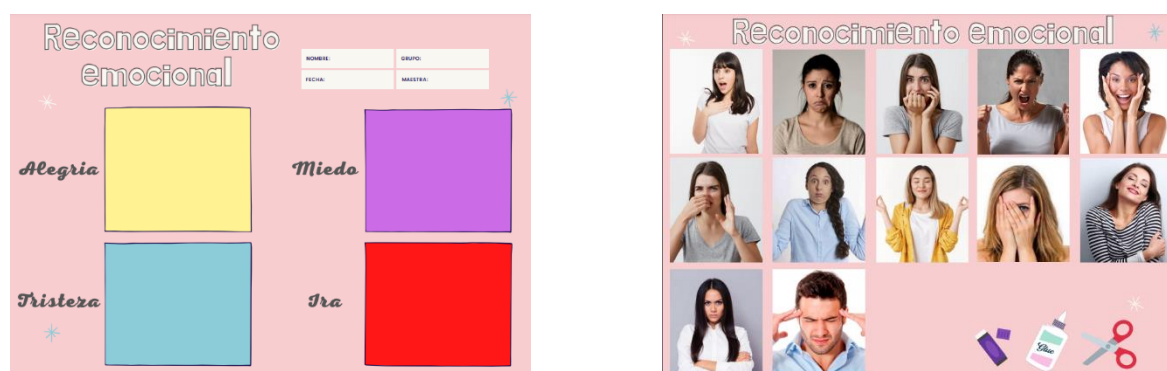 Reconocimiento
emocional
NOMBRE: GRUPO:
FECHA: MAESTRA:
Alegria Miedo
Tristeza Ira
Reconocimiento emocional
Glue